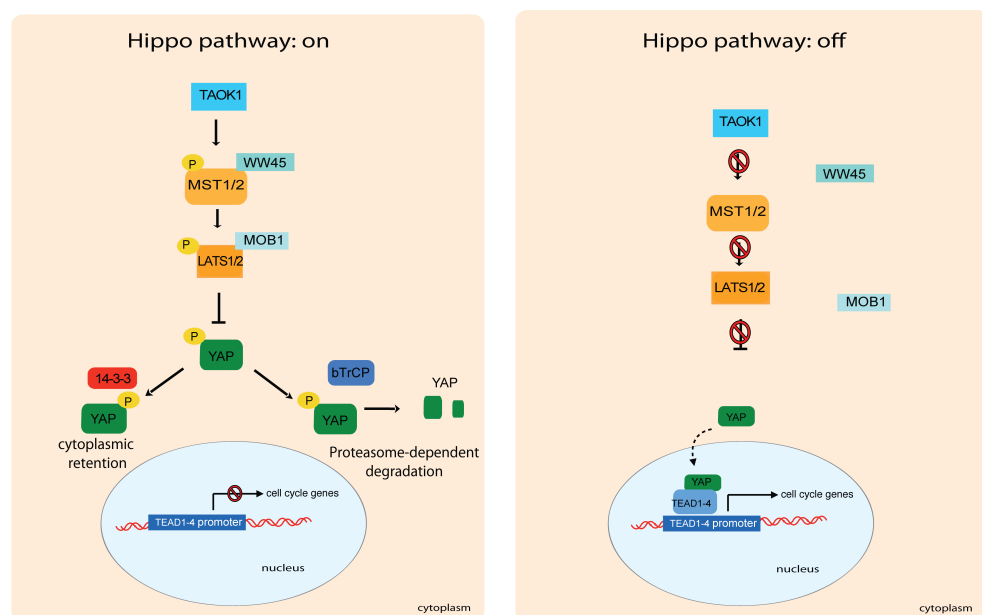 Hippo pathway: on
TAOK1
P
WW45
MST1/2
P
MOB1
LATS1/2
P
YAP
14-3-3
P
YAP
cytoplasmic
retention
bTrCP
P
YAP
YAP
Proteasome-dependent
degradation
cell cycle genes
TEAD1-4 promoter
nucleus
cytoplasm
Hippo pathway: off
TAOK1
WW45
MST1/2
LATS1/2
MOB1
YAP
YAP
TEAD1-4
cell cycle genes
TEAD1-4 promoter
nucleus
cytoplasm